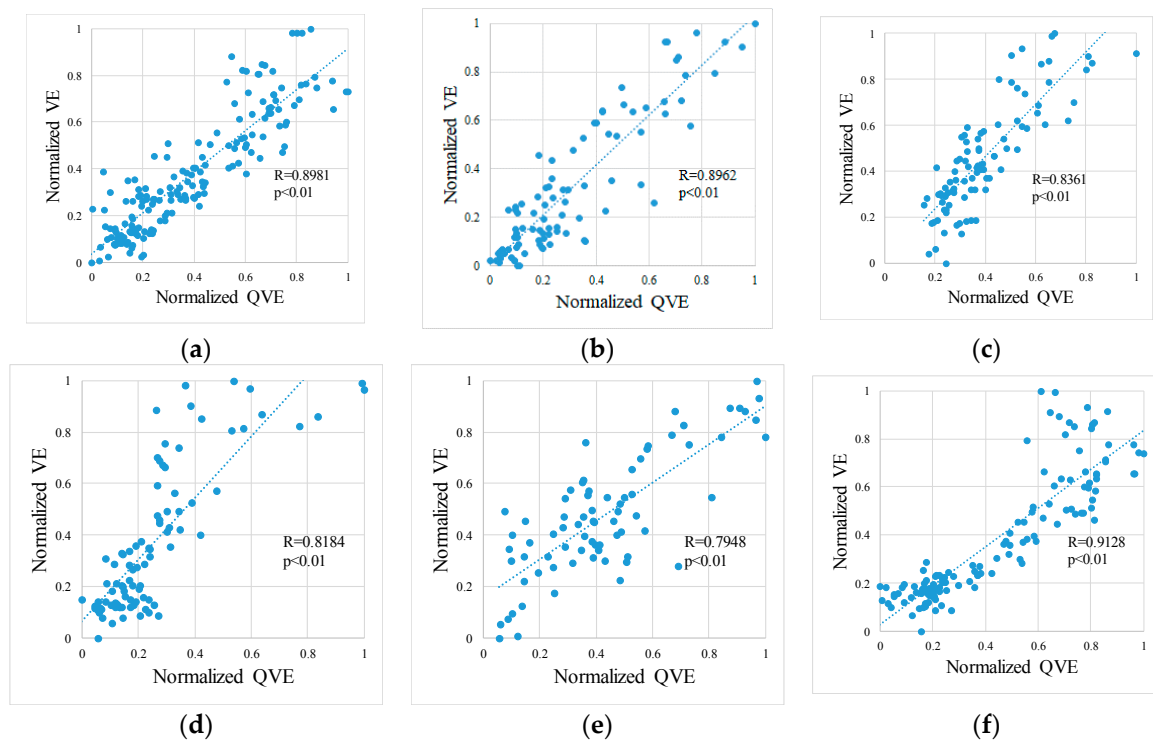 1
0.8
0.6
0.4
0.2
0
Normalized VE
R=0.8981
p<0.01
0 0.2 0.4 0.6 0.8 1
Normalized QVE
(a)
1
0.8
0.6
0.4
0.2
0
Normalized VE
R=0.8962
p<0.01
0 0.2 0.4 0.6 0.8 1
Normalized QVE
(b)
1
0.8
0.6
0.4
0.2
0
Normalized VE
R=0.8361
p<0.01
0 0.2 0.4 0.6 0.8 1
Normalized QVE
(c)
1
0.8
0.6
0.4
0.2
0
Normalized VE
R=0.8184
p<0.01
0 0.2 0.4 0.6 0.8 1
Normalized QVE
(d)
1
0.8
0.6
0.4
0.2
0
Normalized VE
R=0.7948
p<0.01
0 0.2 0.4 0.6 0.8 1
Normalized QVE
(e)
1
0.8
0.6
0.4
0.2
0
Normalized VE
R=0.9128
p<0.01
0 0.2 0.4 0.6 0.8 1
Normalized QVE
(f)